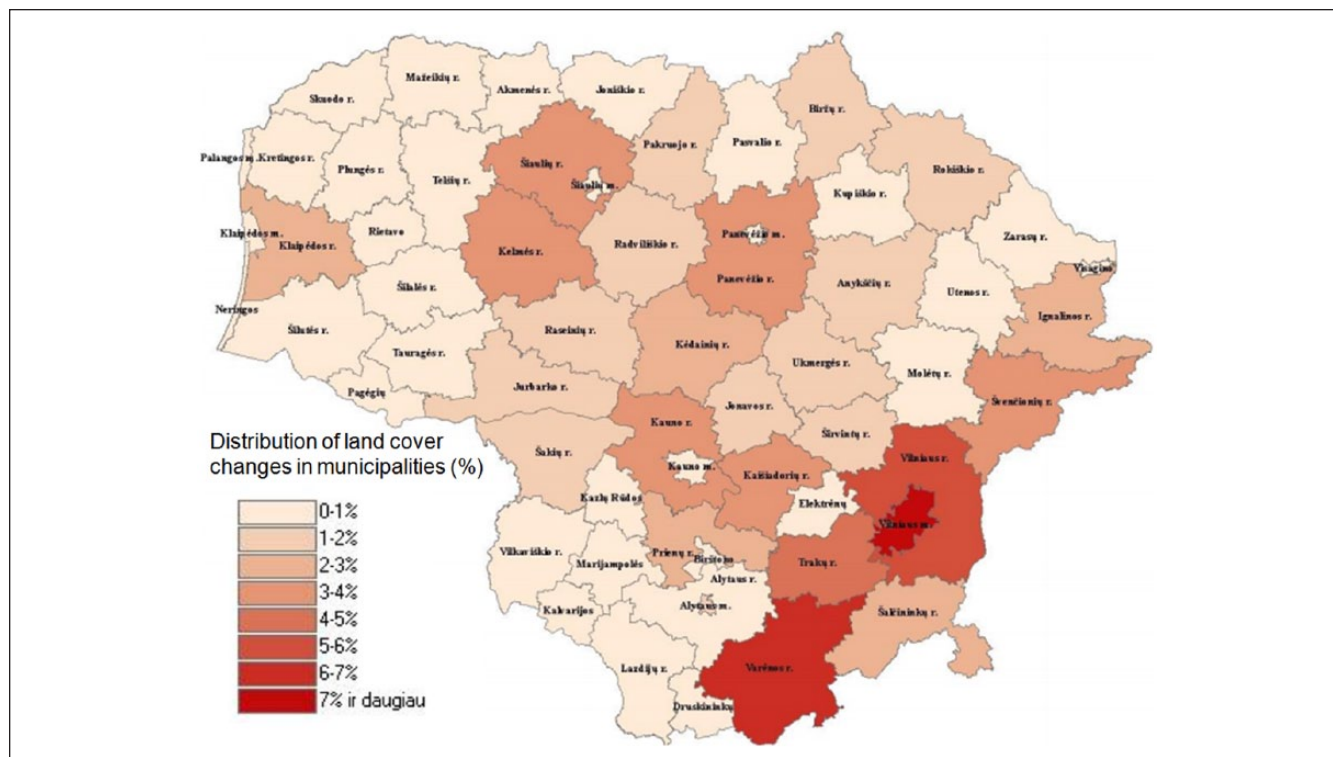 Mažeikių r.
Akmenės r.
Joniškio r.
Skuodo r.
Biržų r.
Pakruojo r.
Pasvalio r.
Palangos m.
Kretingos r.
Plungės r.
Telšių r.
Šiaulių r.
Šiaulių m.
Rokiškio r.
Kupiškio r.
Klaipėdos m.
Klaipėdos r.
Rietavo
Kelmės r.
Radviliškio r.
Panevėžio m.
Panevėžio r.
Zarasų r.
Visagino
Anykščių r.
Utenos r.
Ignalinos r.
Šilalės r.
Neringos
Šilutės r.
Raseinių r.
Kėdainių r.
Tauragės r.
Ukmergės r.
Molėtų r.
Pagėgių
Jurbarko r.
Jonavos r.
Švenčionių r.
Kauno r.
Širvintų r.
Distribution of land cover
changes in municipalities (%)
Šakių r.
Kauno m.
Kaišiadorių r.
Vilniaus r.
Kazlų Rūdos
Elektrėnų
Vilniaus m.
Vilkaviškio r.
Marijampolės
Prienų r.
Birštono
Trakų r.
Alytaus r.
Alytaus m.
Kalvarijos
Šalčininkų r.
Lazdijų r.
Varėnos r.
Druskininkų
0-1%
1-2%
2-3%
3-4%
4-5%
5-6%
6-7%
7% ir daugiau